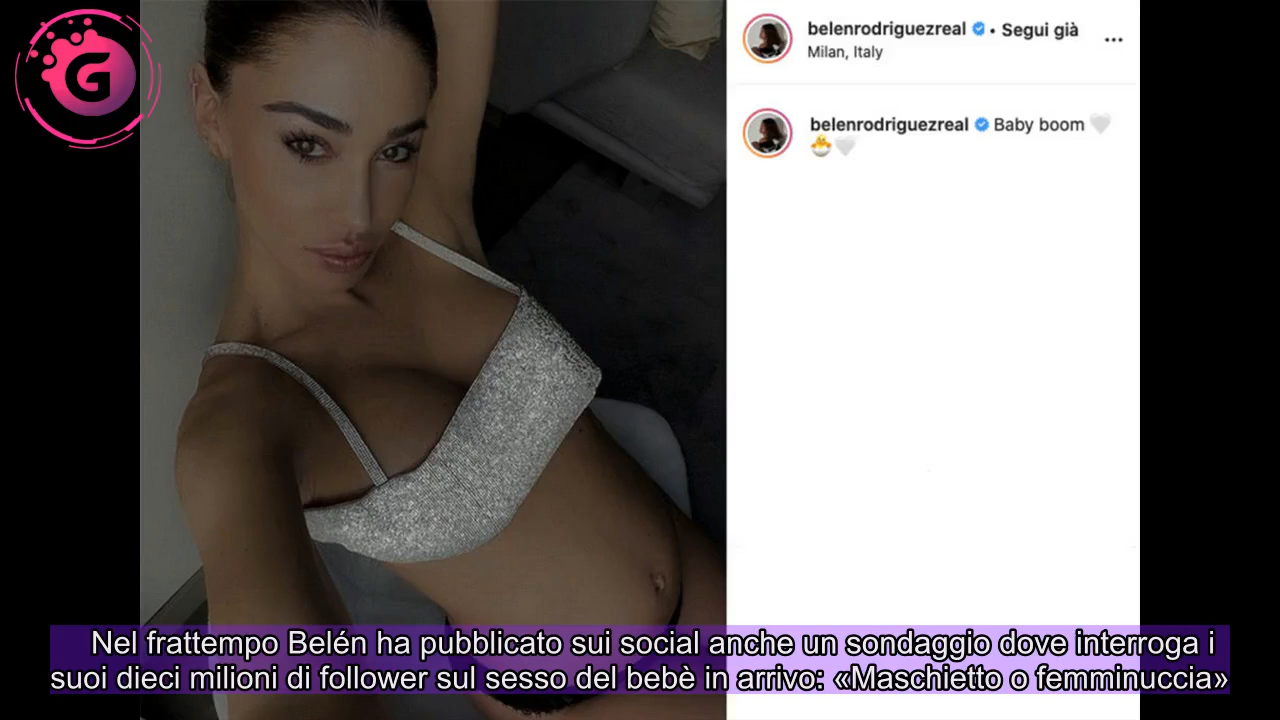 G
belenrodriguezreal • Segui già
Milan, Italy
...
belenrodriguezreal Baby boom 🤍
🐣🤍
Nel frattempo Belén ha pubblicato sui social anche un sondaggio dove interroga i
suoi dieci milioni di follower sul sesso del bebè in arrivo: «Maschietto o femminuccia»